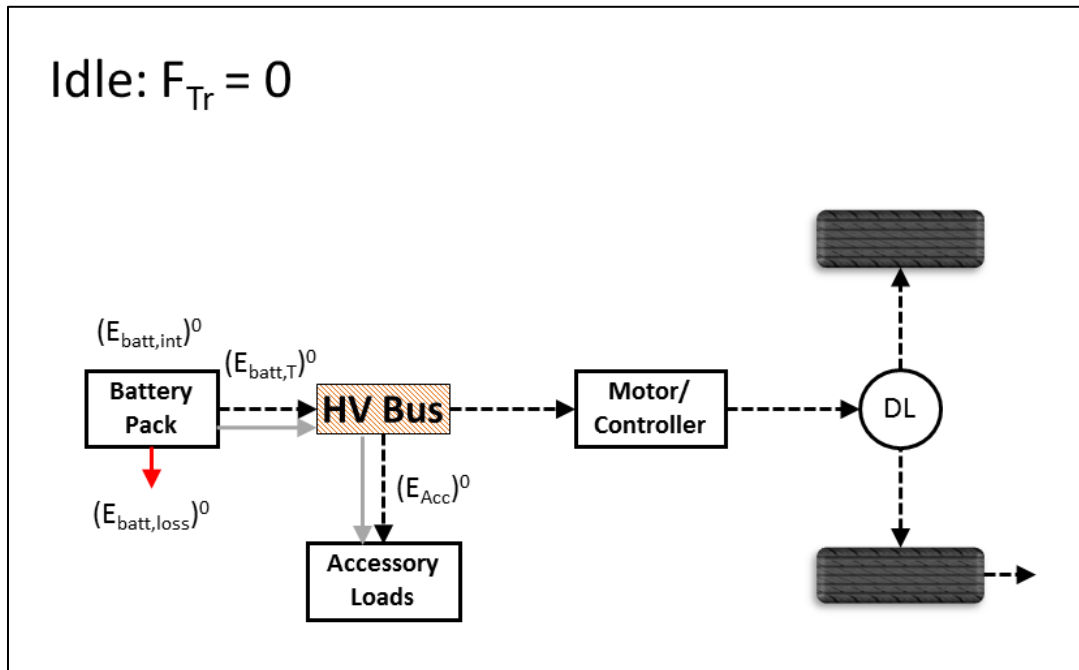 Idle: F_Tr = 0
(E_batt,int)^0
(E_batt,T)^0
Battery
Pack
HV Bus
Motor/
Controller
DL
(E_Acc)^0
(E_batt,loss)^0
Accessory
Loads